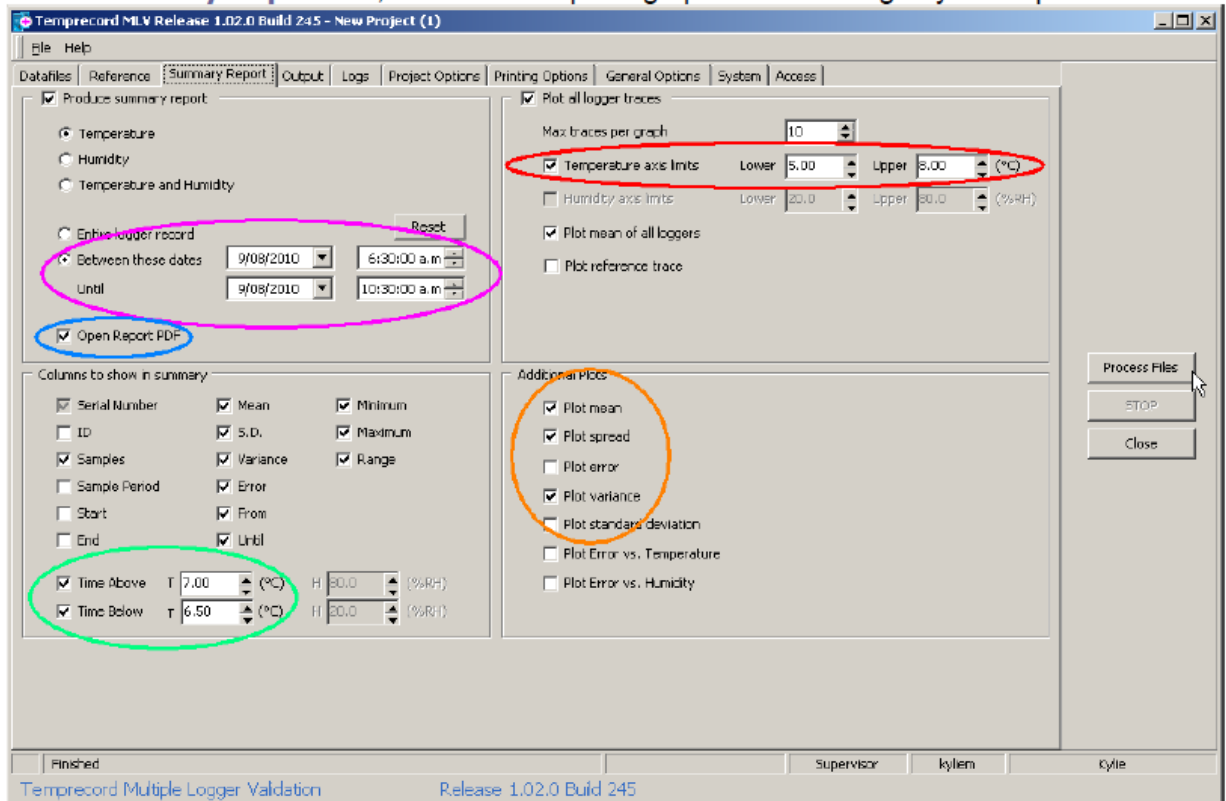 Temprecord MLV Release 1.02.0 Build 245 - New Project (1)
File Help
Datafiles Reference Summary Report Output Logs Project Options Printing Options General Options System Access
Produce summary report
Temperature
Humidity
Temperature and Humidity
Reset
Entire logger record
Between these dates 9/08/2010 6:30:00 a.m
Until 9/08/2010 10:30:00 a.m
Open Report PDF
Plot all logger traces
Max traces per graph 10
Temperature axis limits Lower 5.00 Upper 8.00 (°C)
Humidity axis limits Lower 20.0 Upper 80.0 (%RH)
Plot mean of all loggers
Plot reference trace
Columns to show in summary
Serial Number Mean Minimum
ID S.D. Maximum
Samples Variance Range
Sample Period Error
Start From
End Until
Time Above T 7.00 (°C) H 80.0 (%RH)
Time Below T 6.50 (°C) H 20.0 (%RH)
Additional Plots
Plot mean
Plot spread
Plot error
Plot variance
Plot standard deviation
Plot Error vs. Temperature
Plot Error vs. Humidity
Process Files
STOP
Close
Finished Supervisor kyliem Kylie
Temprecord Multiple Logger Validation Release 1.02.0 Build 245